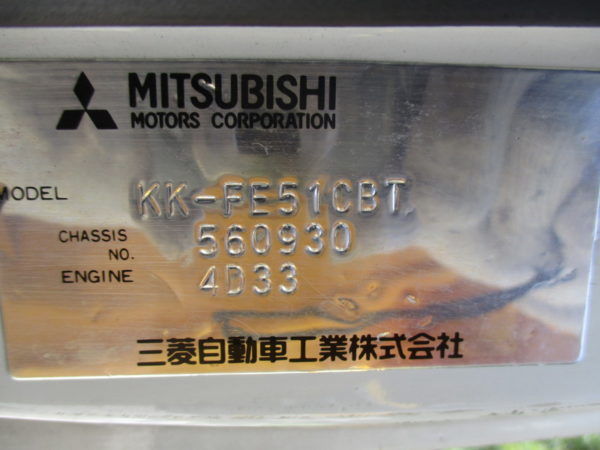 MITSUBISHI
MOTORS CORPORATION
MODEL KK-FE51CBT
CHASSIS NO. 560930
ENGINE 4D33
三菱自動車工業株式会社